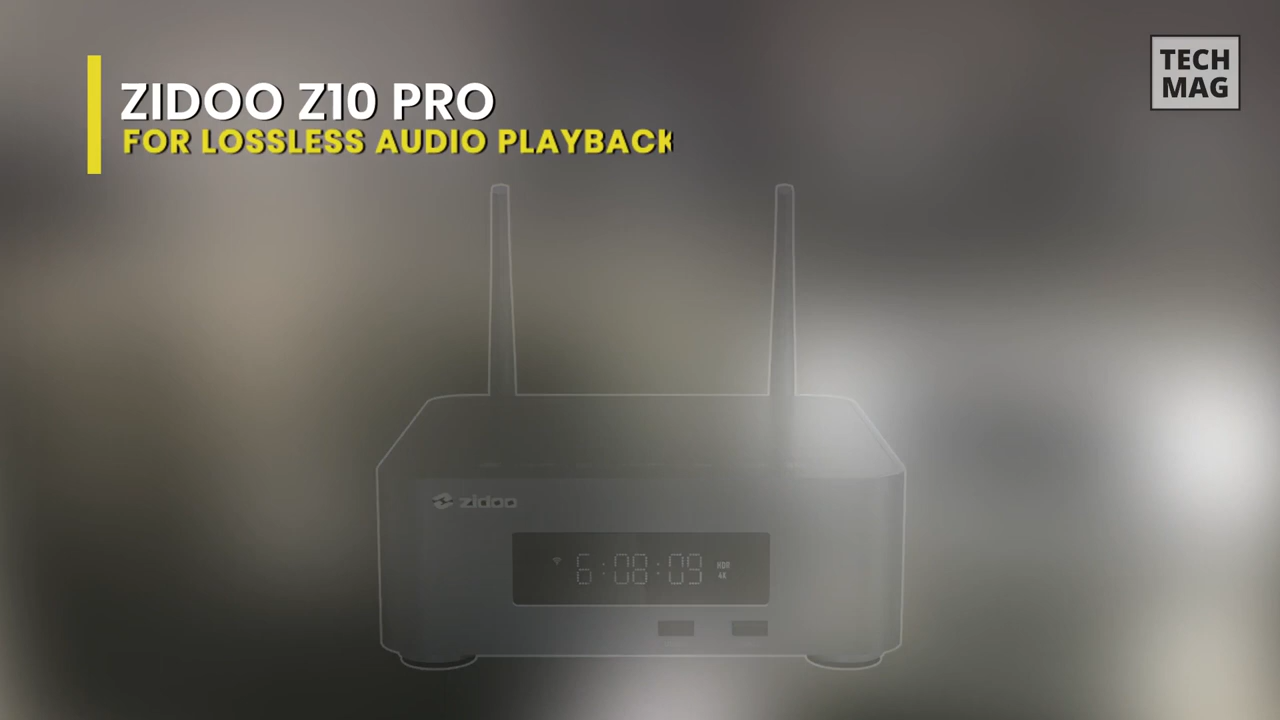 ZIDOO Z10 PRO
FOR LOSSLESS AUDIO PLAYBACK
TECH
MAG
zidoo
6:08:09
HDR
4K